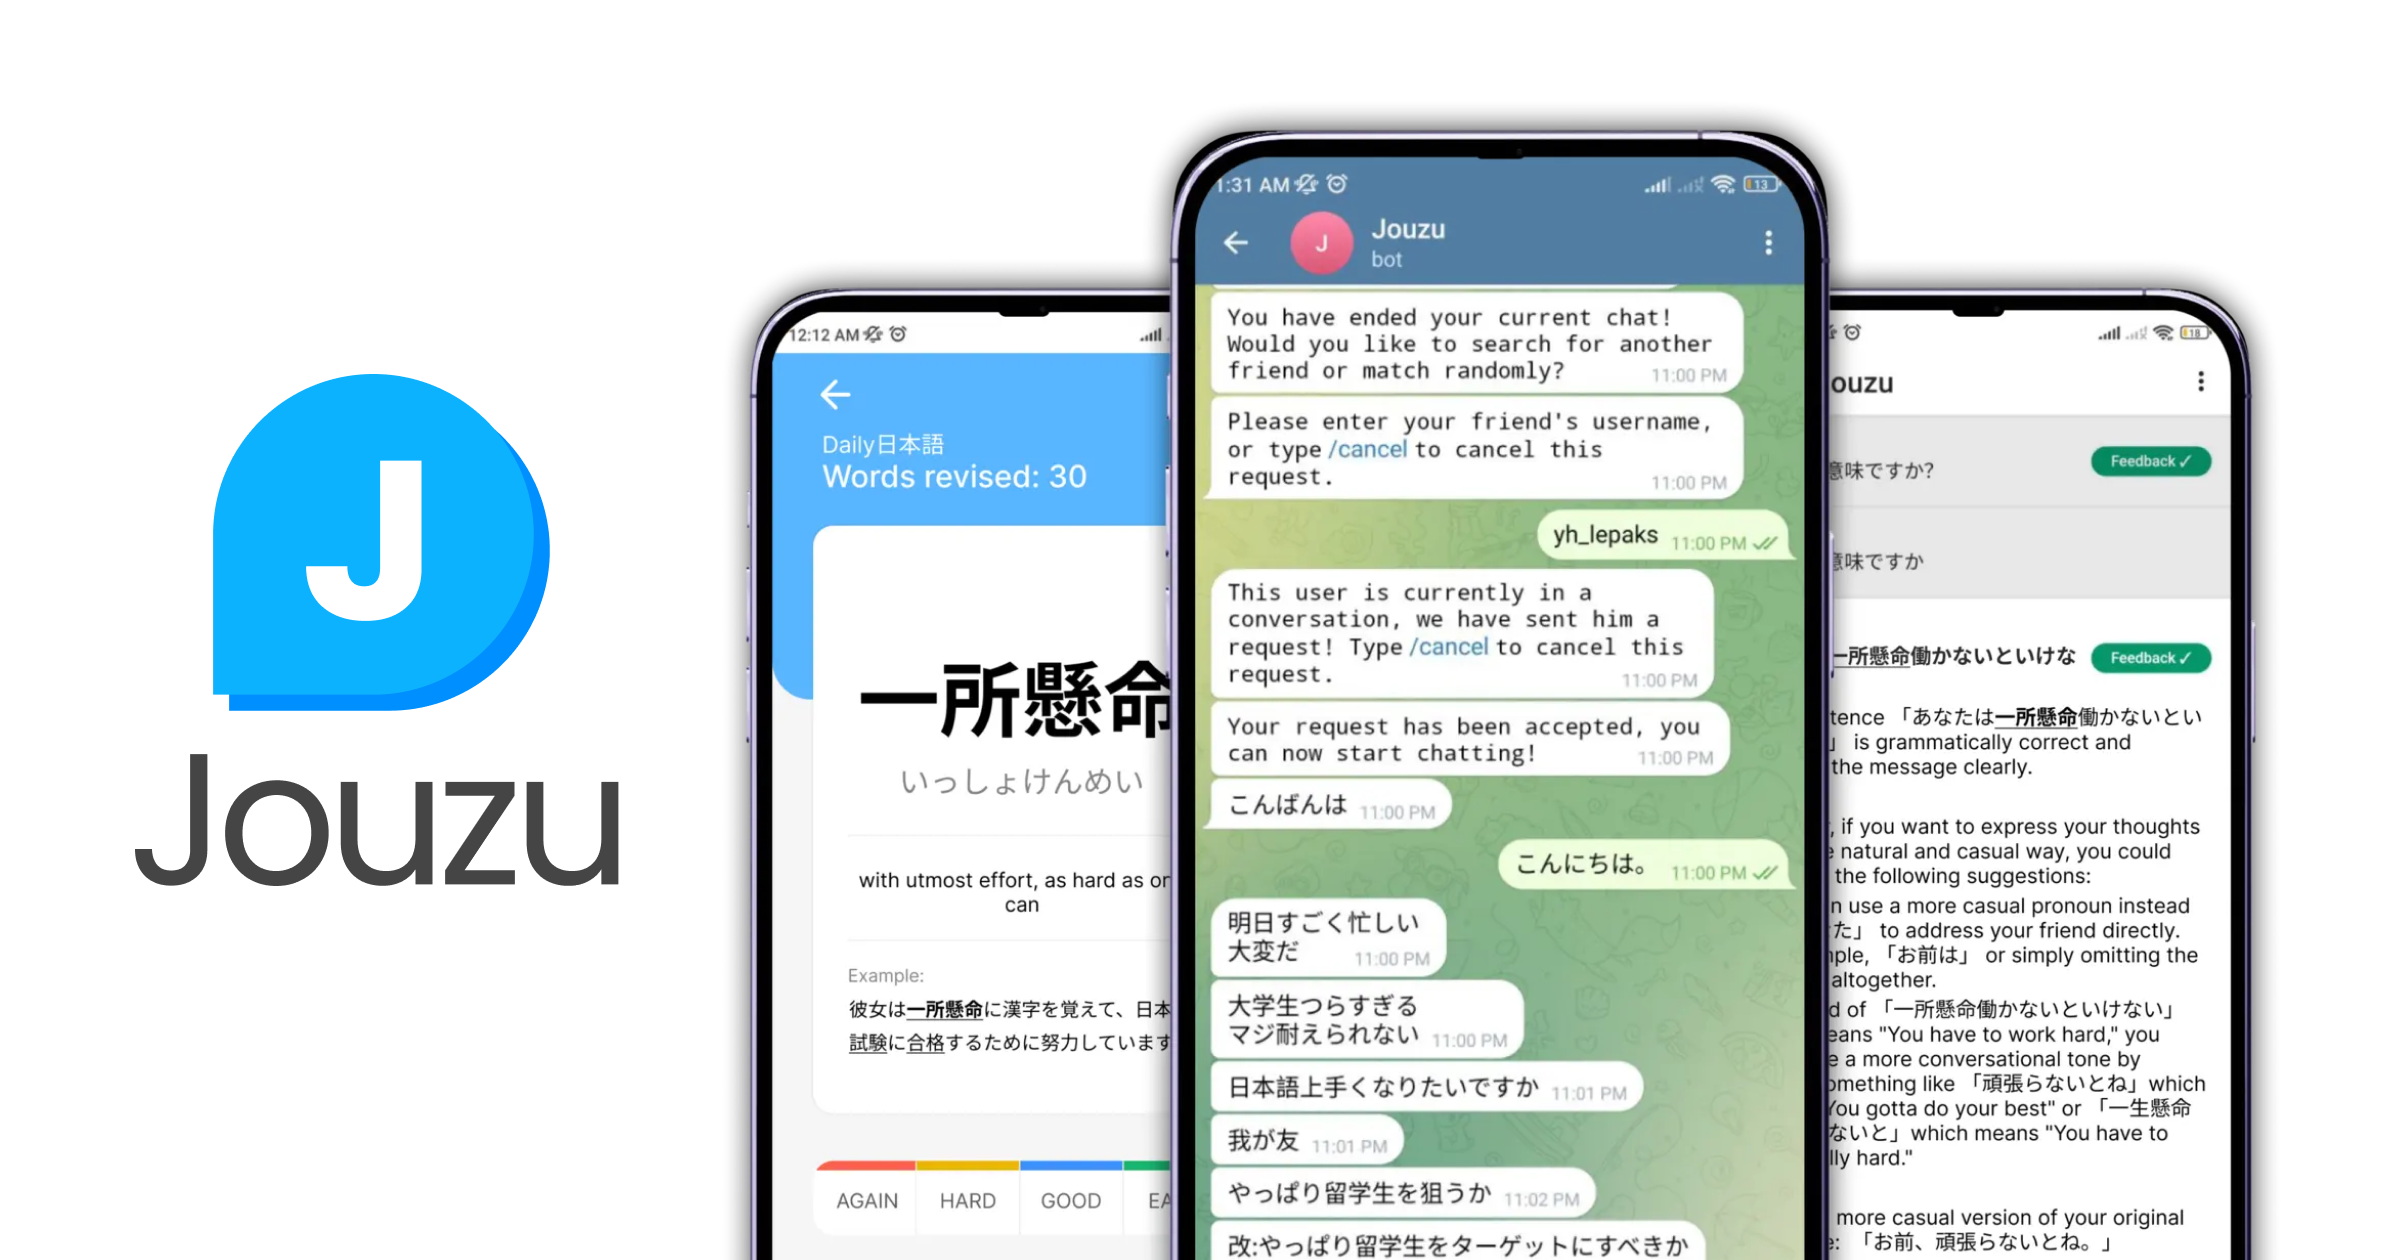 J
Jouzu
12:12 AM
Daily日本語
Words revised: 30
一所懸命
いっしょけんめい
with utmost effort, as hard as
can
Example:
彼女は一所懸命に漢字を覚えて、日本
試験に合格するために努力しています
AGAIN
HARD
GOOD
1:31 AM
13
J
Jouzu
bot
You have ended your current chat!
Would you like to search for another
friend or match randomly?
11:00 PM
Please enter your friend's username,
or type /cancel to cancel this
request.
11:00 PM
yh_lepaks 11:00 PM
This user is currently in a
conversation, we have sent him a
request! Type /cancel to cancel this
request.
11:00 PM
Your request has been accepted, you
can now start chatting!
11:00 PM
こんばんは 11:00 PM
こんにちは。 11:00 PM
明日すごく忙しい
大変だ 11:00 PM
大学生つらすぎる
マジ耐えられない 11:00 PM
日本語上手くなりたいですか 11:01 PM
我が友 11:01 PM
やっぱり留学生を狙うか 11:02 PM
改:やっぱり留学生をターゲットにすべきか
18
ouzu
意味ですか?
Feedback ✓
意味ですか
一所懸命働かないといけな
Feedback ✓
tence 「あなたは一所懸命働かないとい
」 is grammatically correct and
the message clearly.
, if you want to express your thoughts
natural and casual way, you could
the following suggestions:
n use a more casual pronoun instead
た」 to address your friend directly.
ple, 「お前は」 or simply omitting the
altogether.
d of 「一所懸命働かないといけない」
eans "You have to work hard," you
e a more conversational tone by
omething like 「頑張らないとね」which
You gotta do your best" or 「一生懸命
ないと」which means "You have to
lly hard."
more casual version of your original
: 「お前、頑張らないとね。」